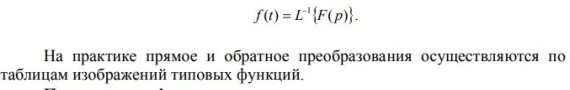 f(t) = L⁻¹{F(p)}.
На практике прямое и обратное преобразования осуществляются по
таблицам изображений типовых функций.